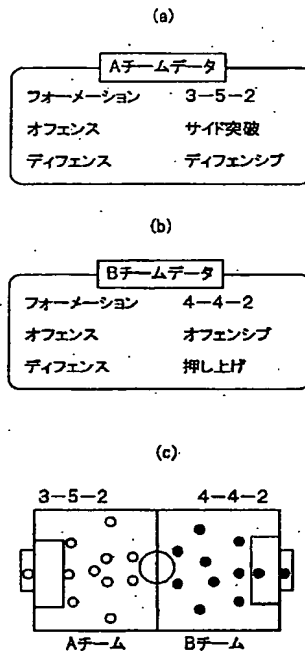 (a)
Aチームデータ
フォーメーション 3-5-2
オフェンス サイド突破
ディフェンス ディフェンシブ
(b)
Bチームデータ
フォーメーション 4-4-2
オフェンス オフェンシブ
ディフェンス 押し上げ
(c)
3-5-2 4-4-2
Aチーム Bチーム